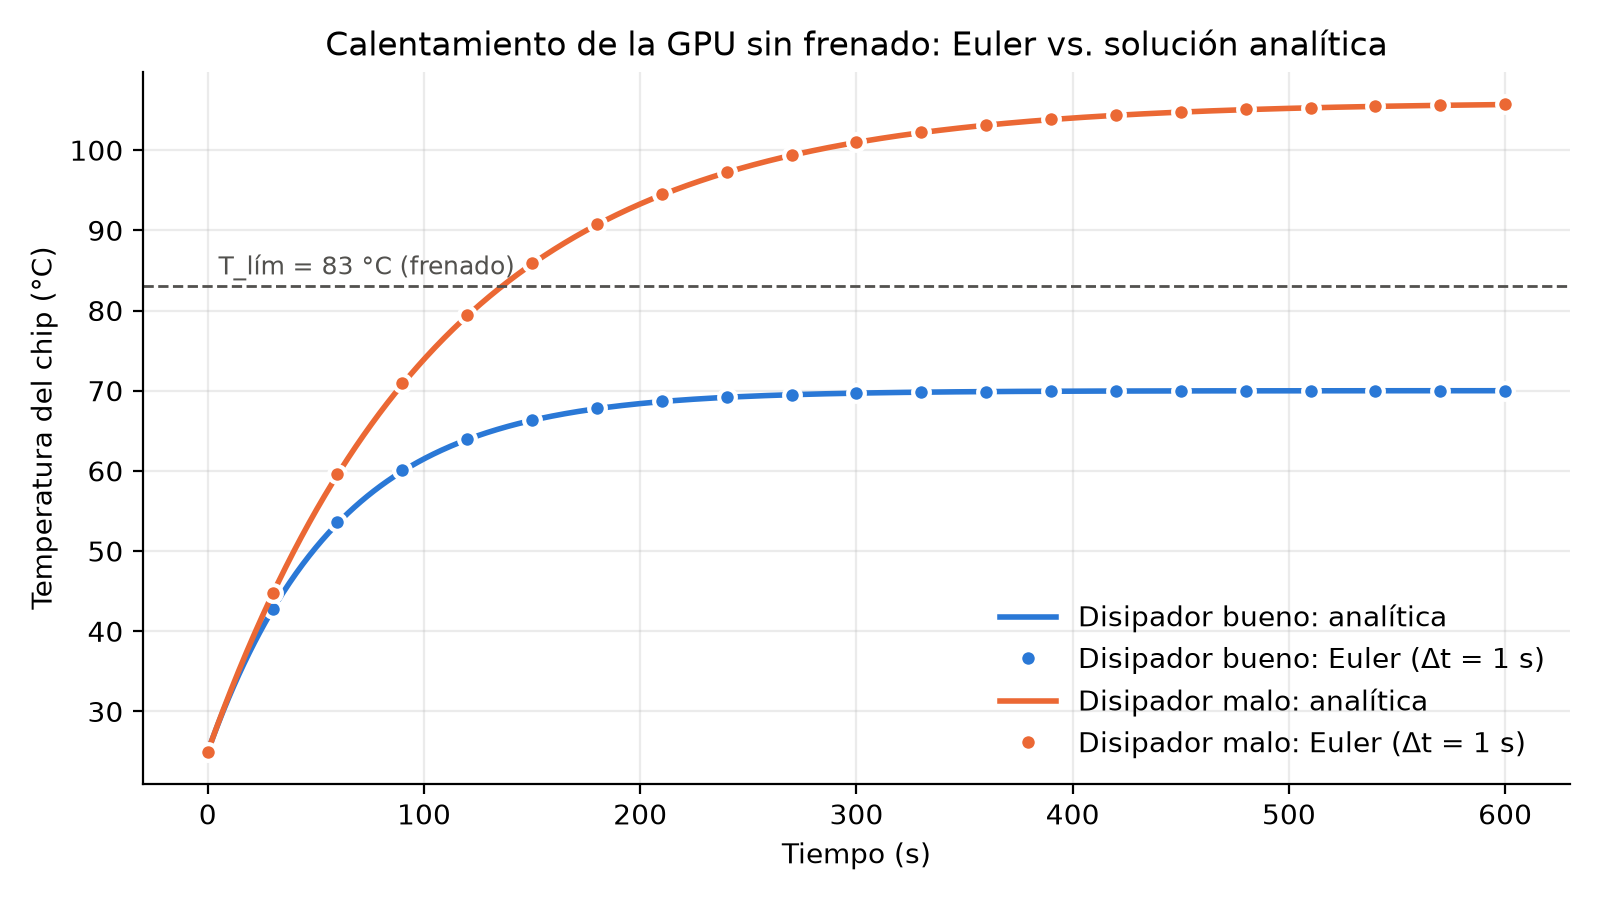 Calentamiento de la GPU sin frenado: Euler vs. solución analítica
Temperatura del chip (°C)
100
90
80
70
60
50
40
30
T_lím = 83 °C (frenado)
Disipador bueno: analítica
Disipador bueno: Euler (Δt = 1 s)
Disipador malo: analítica
Disipador malo: Euler (Δt = 1 s)
0 100 200 300 400 500 600
Tiempo (s)